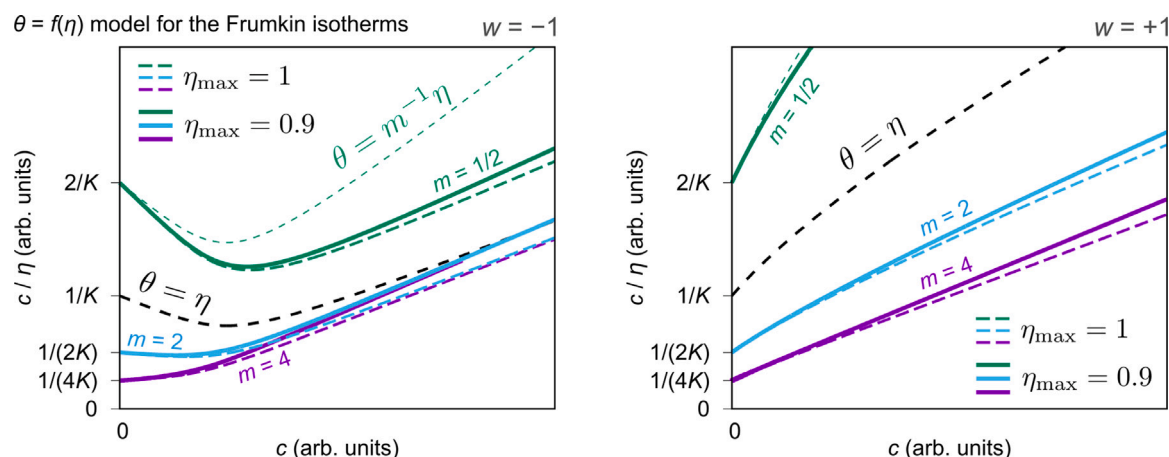 θ = f(η) model for the Frumkin isotherms
w = −1
η_max = 1
η_max = 0.9
θ = m⁻¹η
m = 1/2
θ = η
m = 2
m = 4
c / η (arb. units)
2/K
1/K
1/(2K)
1/(4K)
0
0
c (arb. units)
w = +1
m = 1/2
θ = η
m = 2
m = 4
η_max = 1
η_max = 0.9
c / η (arb. units)
2/K
1/K
1/(2K)
1/(4K)
0
0
c (arb. units)